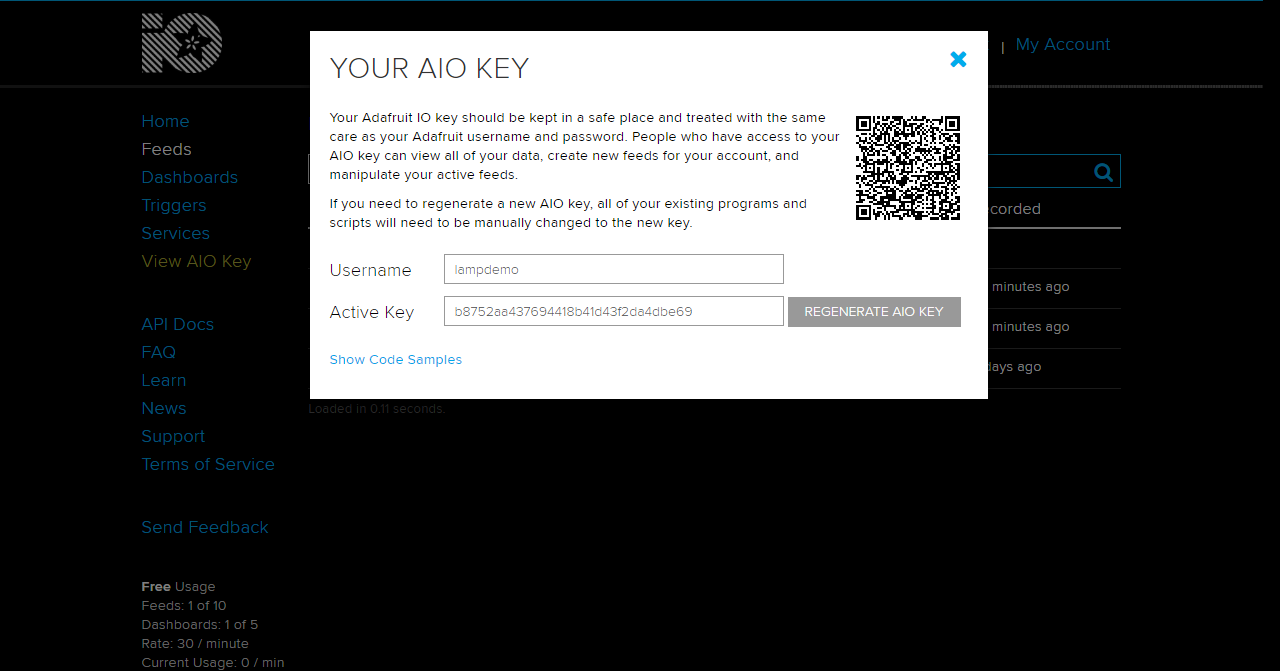 iO
| My Account
YOUR AIO KEY
Your Adafruit IO key should be kept in a safe place and treated with the same
care as your Adafruit username and password. People who have access to your
AIO key can view all of your data, create new feeds for your account, and
manipulate your active feeds.
If you need to regenerate a new AIO key, all of your existing programs and
scripts will need to be manually changed to the new key.
Username
lampdemo
Active Key
b8752aa437694418b41d43f2da4dbe69
REGENERATE AIO KEY
Show Code Samples
Home
Feeds
Dashboards
Triggers
Services
View AIO Key
API Docs
FAQ
Learn
News
Support
Terms of Service
Send Feedback
Free Usage
Feeds: 1 of 10
Dashboards: 1 of 5
Rate: 30 / minute
Current Usage: 0 / min
ecorded
minutes ago
minutes ago
days ago
Loaded in 0.11 seconds.